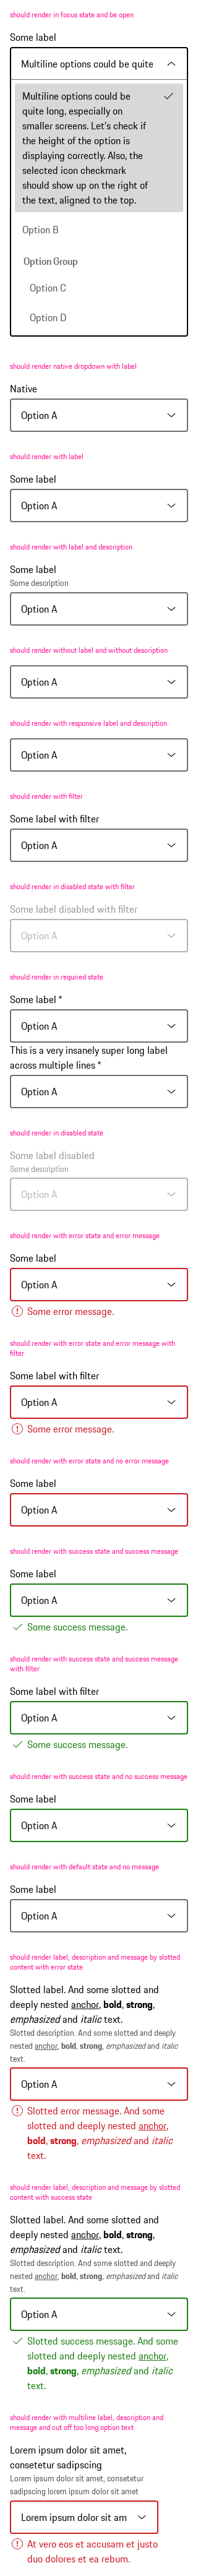 should render in focus state and be open
Some label
Multiline options could be quite
Multiline options could be
quite long, especially on
smaller screens. Let's check if
the height of the option is
displaying correctly. Also, the
selected icon checkmark
should show up on the right of
the text, aligned to the top.
Option B
Option Group
Option C
Option D
should render native dropdown with label
Native
Option A
should render with label
Some label
Option A
should render with label and description
Some label
Some description
Option A
should render without label and without description
Option A
should render with responsive label and description
Option A
should render with filter
Some label with filter
Option A
should render in disabled state with filter
Some label disabled with filter
Option A
should render in required state
Some label *
Option A
This is a very insanely super long label
across multiple lines *
Option A
should render in disabled state
Some label disabled
Some description
Option A
should render with error state and error message
Some label
Option A
Some error message.
should render with error state and error message with
filter
Some label with filter
Option A
Some error message.
should render with error state and no error message
Some label
Option A
should render with success state and success message
Some label
Option A
Some success message.
should render with success state and success message
with filter
Some label with filter
Option A
Some success message.
should render with success state and no success message
Some label
Option A
should render with default state and no message
Some label
Option A
should render label, description and message by slotted
content with error state
Slotted label. And some slotted and
deeply nested anchor, bold, strong,
emphasized and italic text.
Slotted description. And some slotted and deeply
nested anchor, bold, strong, emphasized and italic
text.
Option A
Slotted error message. And some
slotted and deeply nested anchor,
bold, strong, emphasized and italic
text.
should render label, description and message by slotted
content with success state
Slotted label. And some slotted and
deeply nested anchor, bold, strong,
emphasized and italic text.
Slotted description. And some slotted and deeply
nested anchor, bold, strong, emphasized and italic
text.
Option A
Slotted success message. And some
slotted and deeply nested anchor,
bold, strong, emphasized and italic
text.
should render with multiline label, description and
message and cut off too long option text
Lorem ipsum dolor sit amet,
consetetur sadipscing
Lorem ipsum dolor sit amet, consetetur
sadipscing lorem ipsum dolor sit amet
Lorem ipsum dolor sit am
At vero eos et accusam et justo
duo dolores et ea rebum.